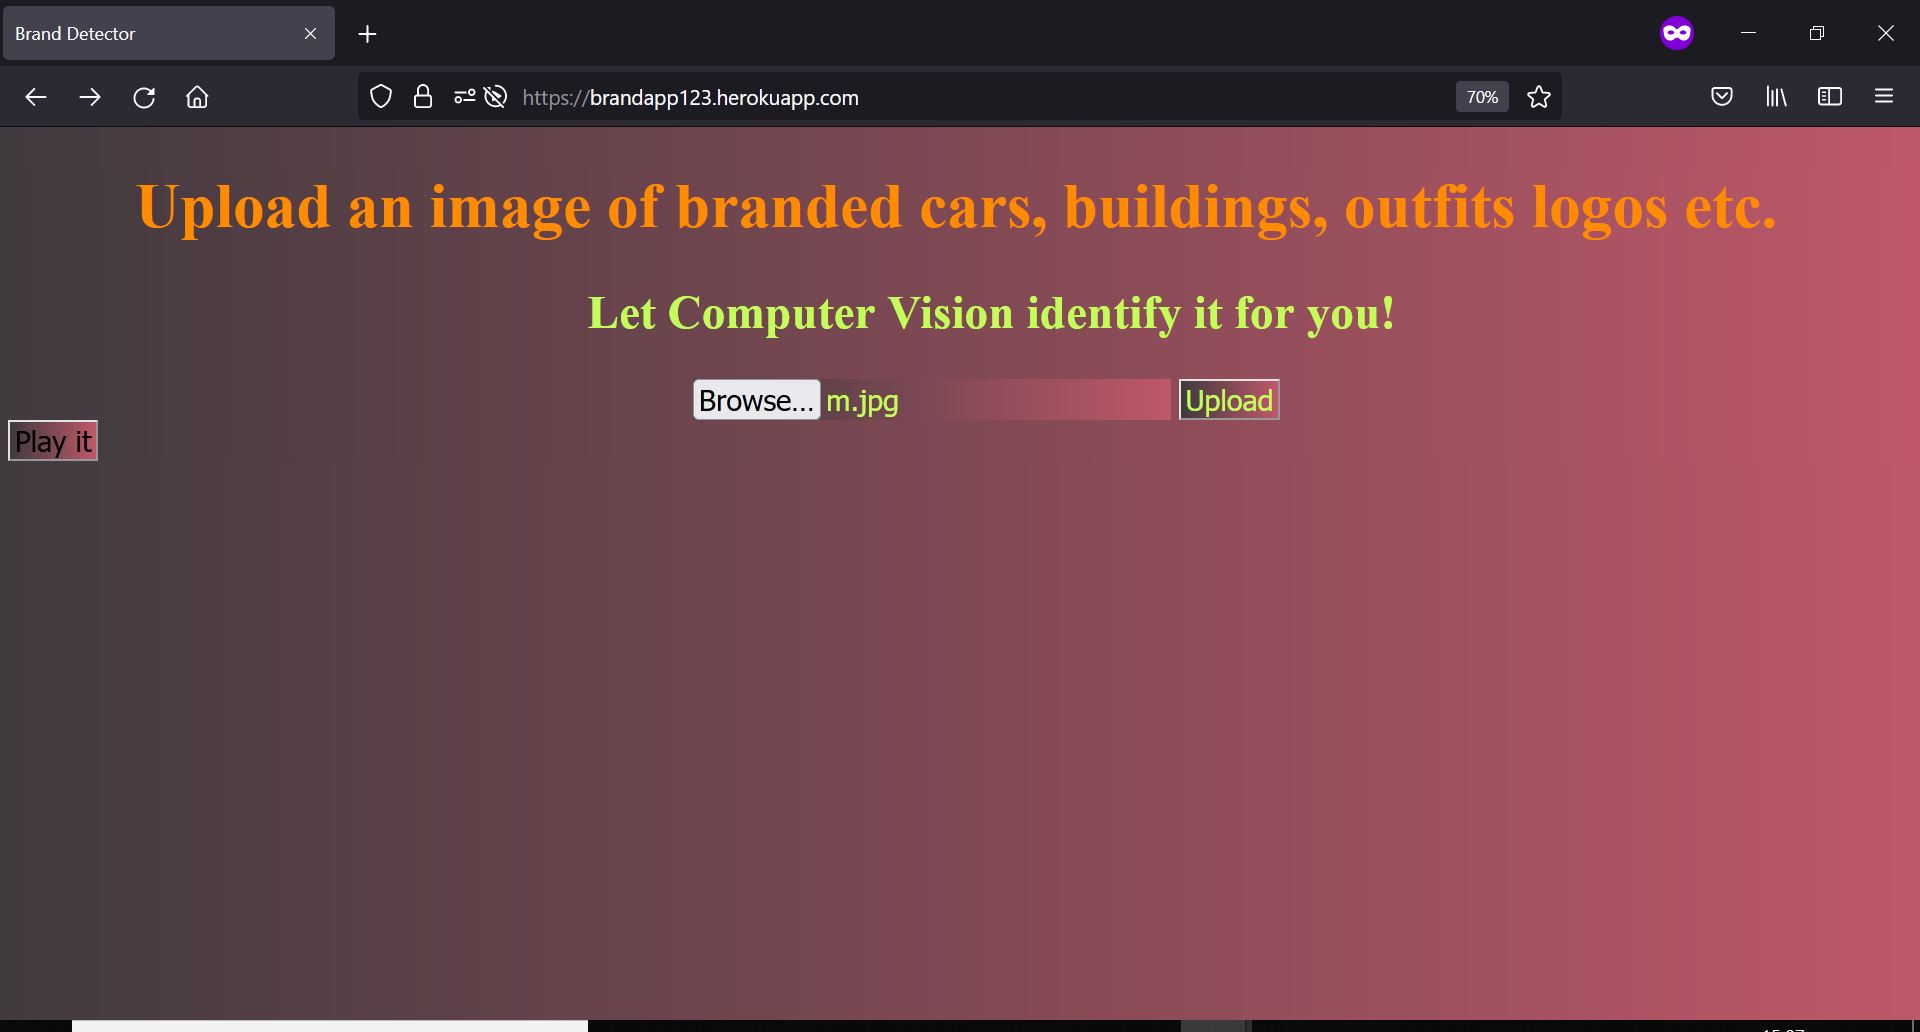 Brand Detector
https://brandapp123.herokuapp.com
70%
Upload an image of branded cars, buildings, outfits logos etc.
Let Computer Vision identify it for you!
Browse... m.jpg Upload
Play it